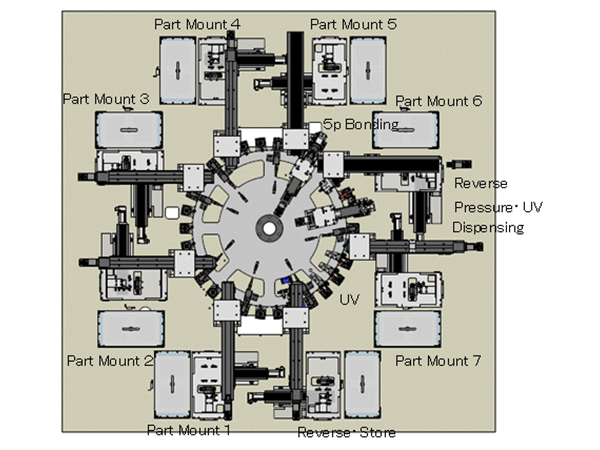 Part Mount 4
Part Mount 5
Part Mount 3
Part Mount 6
5p Bonding
Reverse
Pressure・UV
Dispensing
UV
Part Mount 2
Part Mount 7
Part Mount 1
Reverse・Store